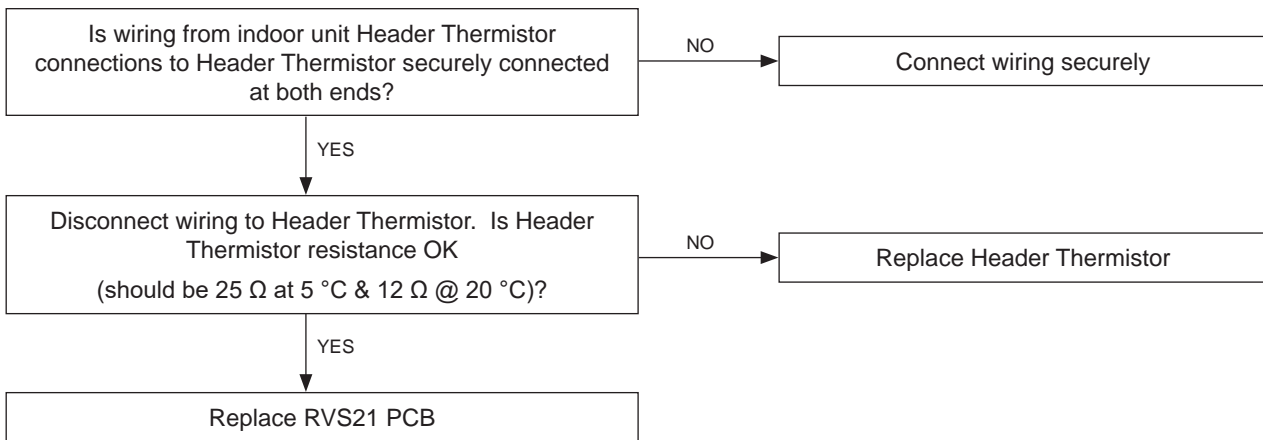 Is wiring from indoor unit Header Thermistor
connections to Header Thermistor securely connected
at both ends?
NO
Connect wiring securely
YES
Disconnect wiring to Header Thermistor.  Is Header
Thermistor resistance OK
(should be 25 Ω at 5 °C & 12 Ω @ 20 °C)?
NO
Replace Header Thermistor
YES
Replace RVS21 PCB